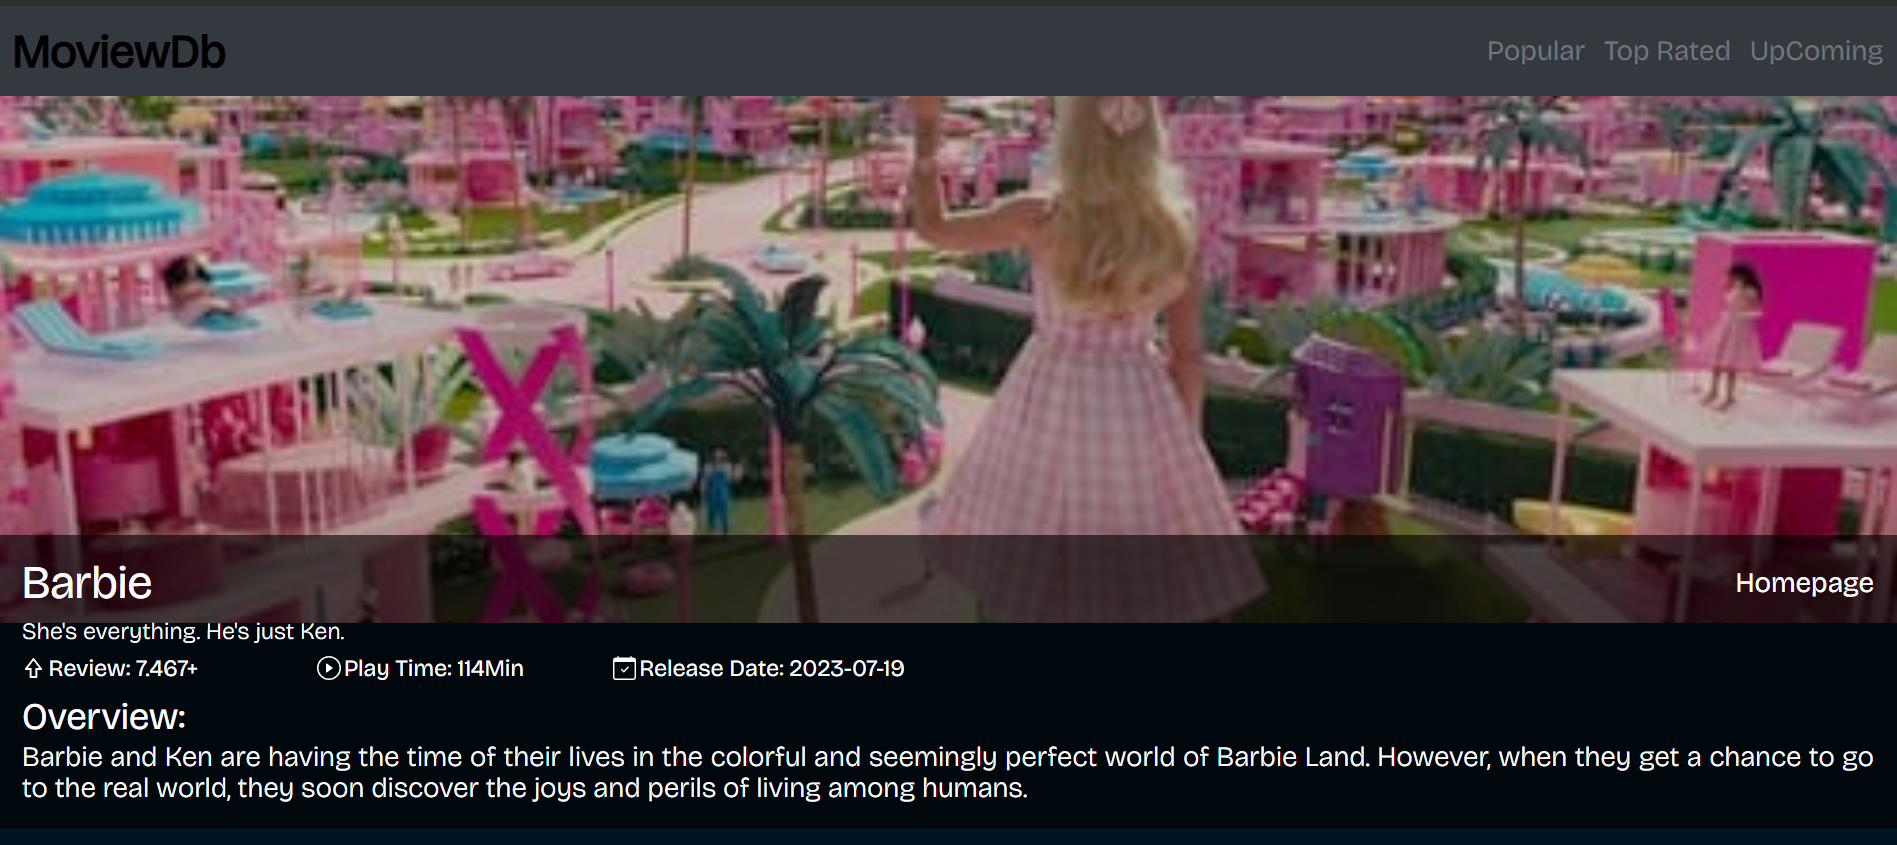 MoviewDb
Popular Top Rated UpComing
Barbie
Homepage
She's everything. He's just Ken.
Review: 7.467+ Play Time: 114Min Release Date: 2023-07-19
Overview:
Barbie and Ken are having the time of their lives in the colorful and seemingly perfect world of Barbie Land. However, when they get a chance to go
to the real world, they soon discover the joys and perils of living among humans.